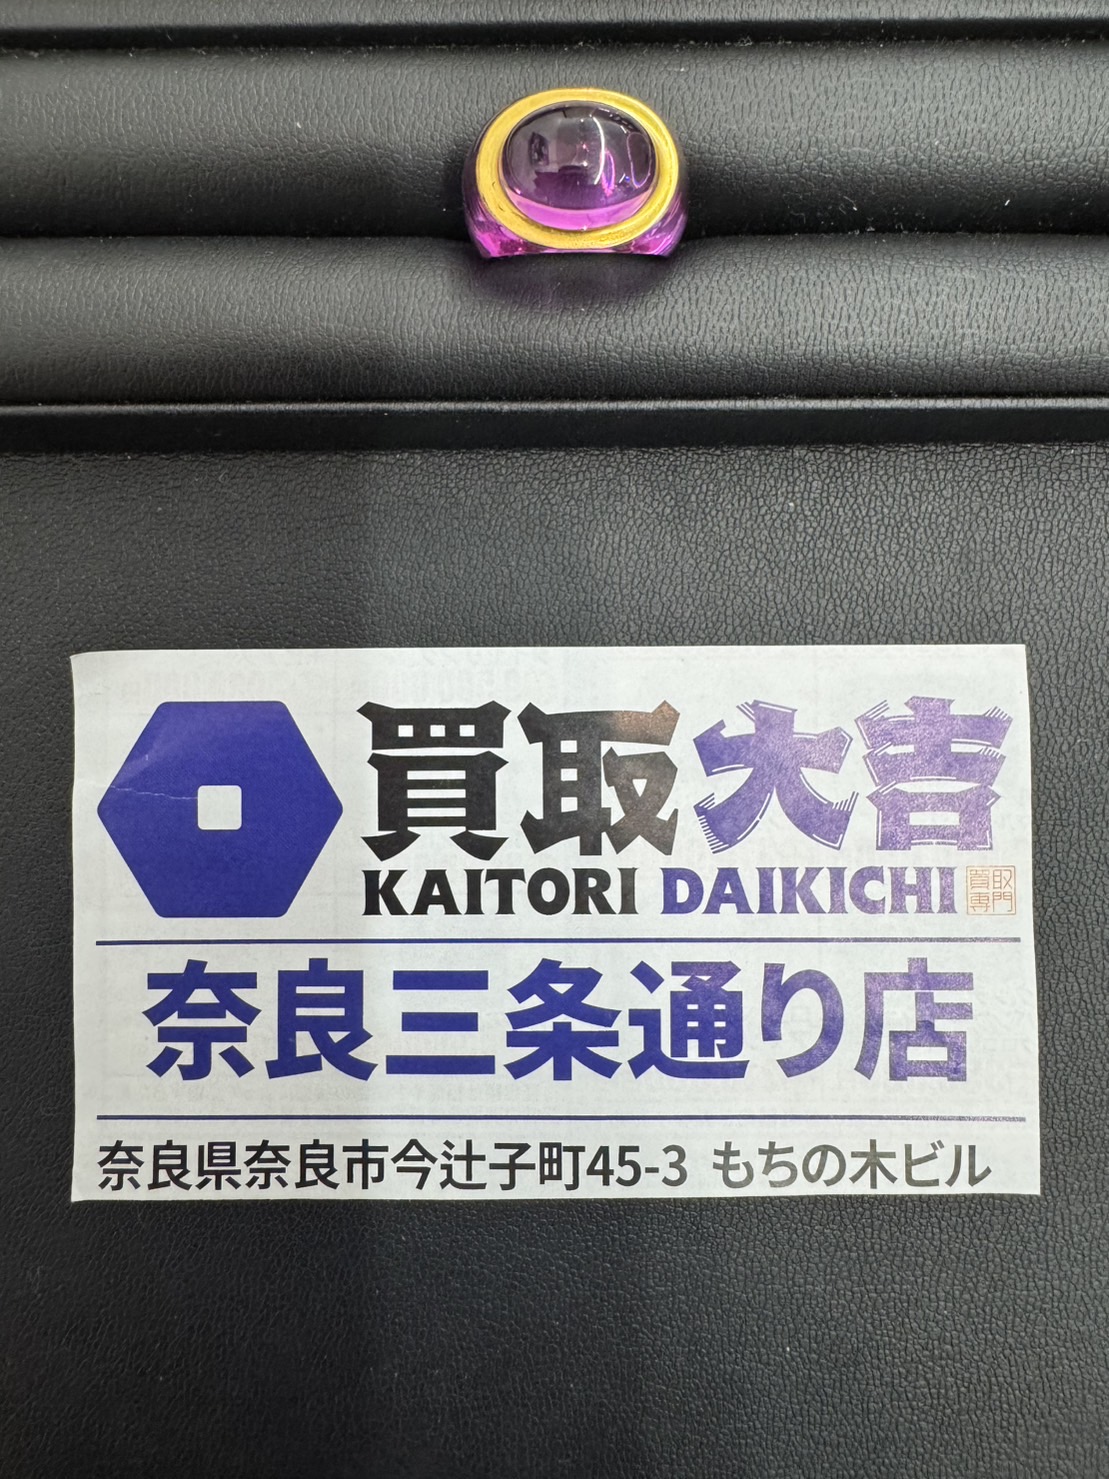 買取大吉
KAITORI DAIKICHI
買取専門
奈良三条通り店
奈良県奈良市今辻子町45-3 もちの木ビル